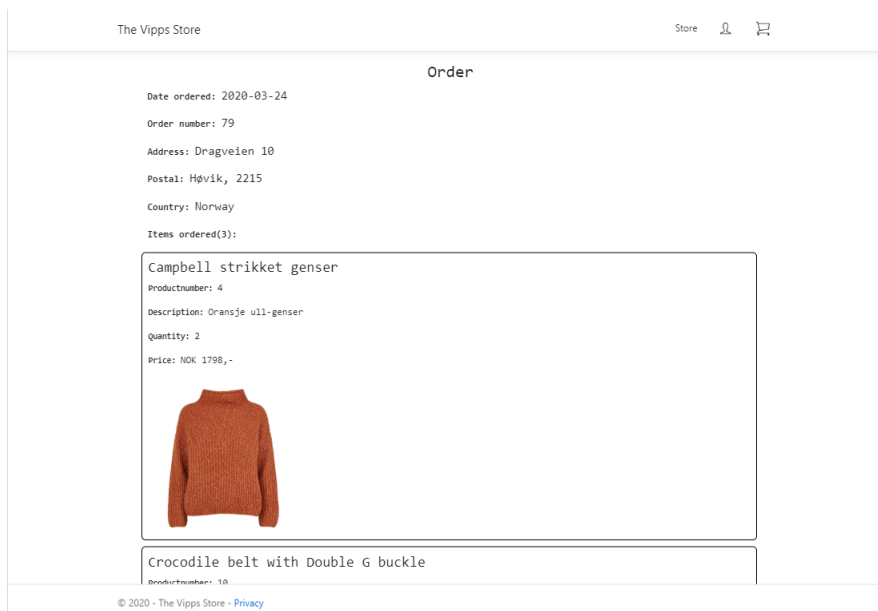 The Vipps Store
Store
Order
Date ordered: 2020-03-24
Order number: 79
Address: Dragveien 10
Postal: Høvik, 2215
Country: Norway
Items ordered(3):
Campbell strikket genser
Productnumber: 4
Description: Oransje ull-genser
Quantity: 2
Price: NOK 1798,-
Crocodile belt with Double G buckle
Productnumber: 10
© 2020 - The Vipps Store - Privacy